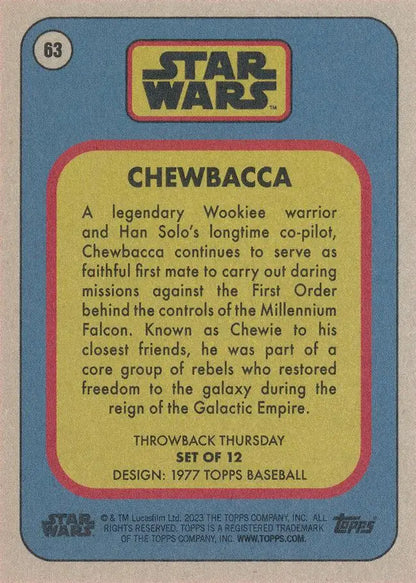 63
STAR
WARS
TM
CHEWBACCA
A legendary Wookiee warrior
and Han Solo's longtime co-pilot,
Chewbacca continues to serve as
faithful first mate to carry out daring
missions against the First Order
behind the controls of the Millennium
Falcon. Known as Chewie to his
closest friends, he was part of a
core group of rebels who restored
freedom to the galaxy during the
reign of the Galactic Empire.
THROWBACK THURSDAY
SET OF 12
DESIGN: 1977 TOPPS BASEBALL
STAR
WARS
© & TM Lucasfilm Ltd. 2023 THE TOPPS COMPANY, INC. ALL
RIGHTS RESERVED. TOPPS IS A REGISTERED TRADEMARK
OF THE TOPPS COMPANY, INC. WWW.TOPPS.COM.
TOPPS